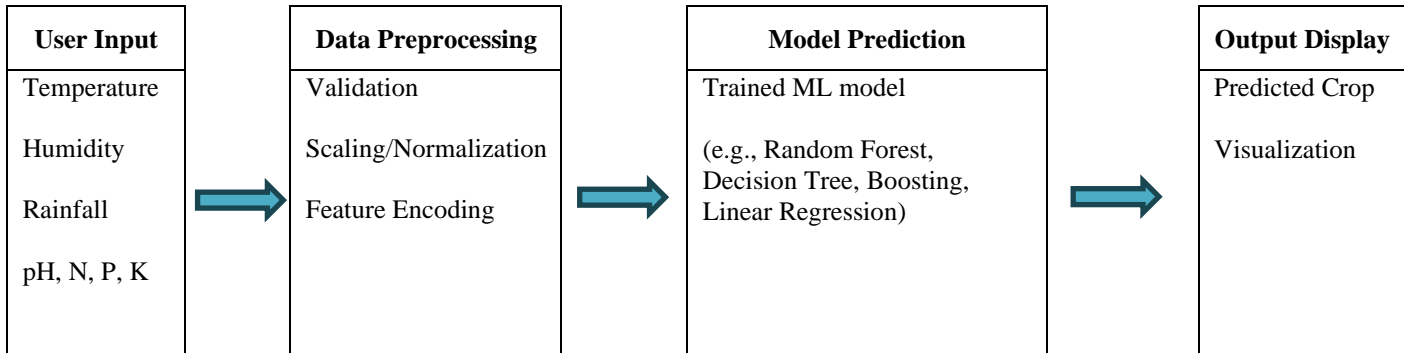 User Input
Temperature
Humidity
Rainfall
pH, N, P, K
Data Preprocessing
Validation
Scaling/Normalization
Feature Encoding
Model Prediction
Trained ML model
(e.g., Random Forest,
Decision Tree, Boosting,
Linear Regression)
Output Display
Predicted Crop
Visualization